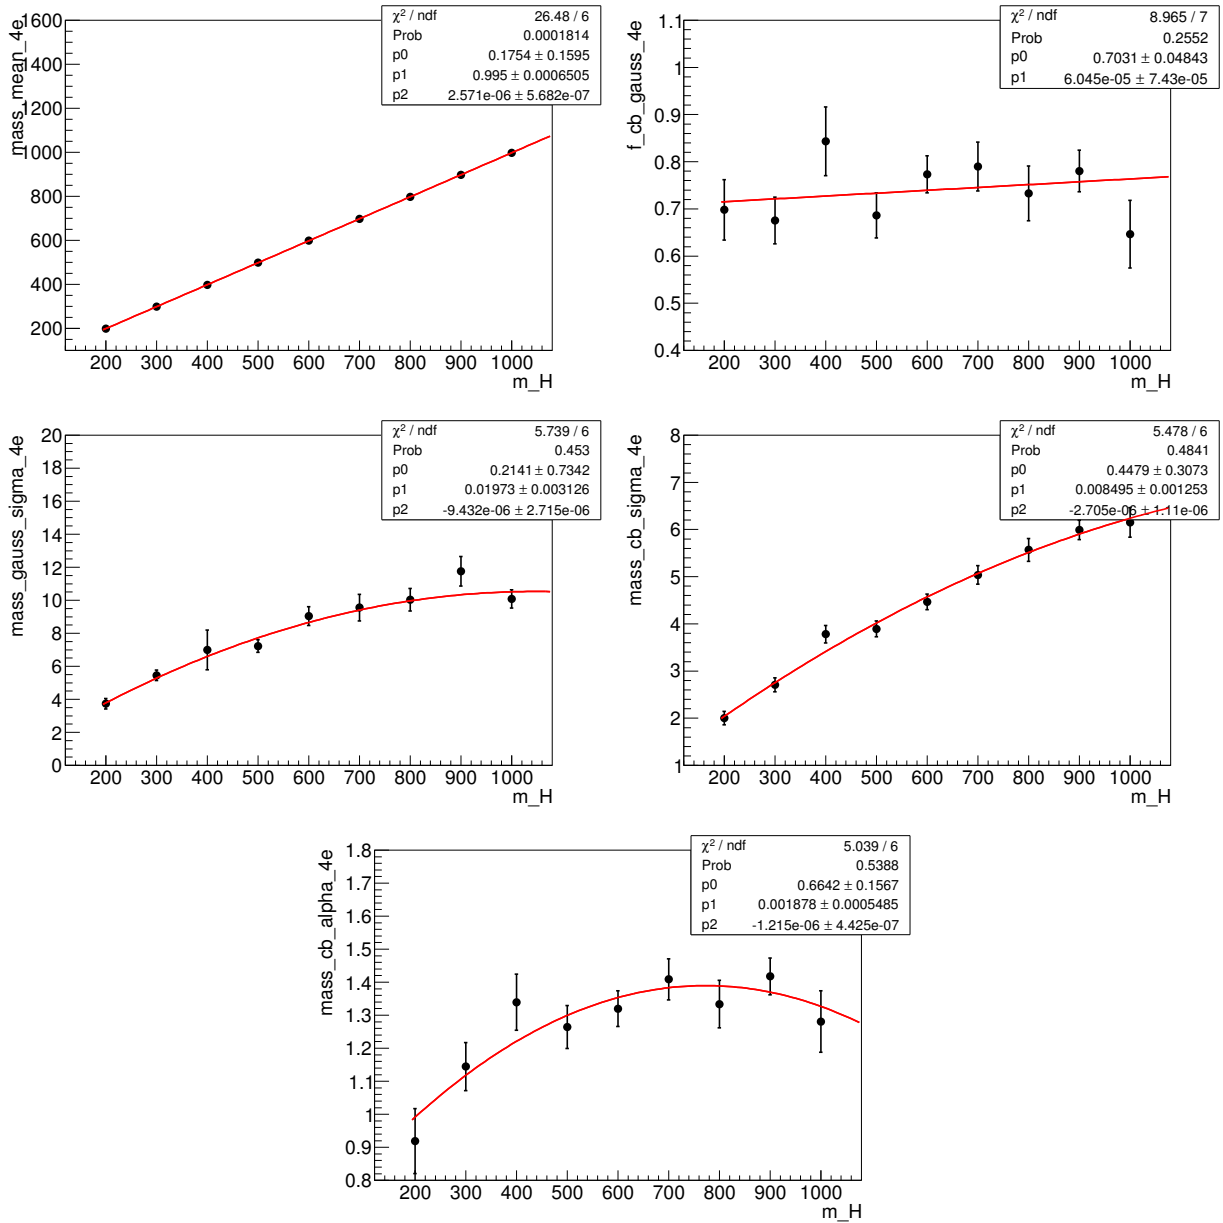 χ² / ndf 26.48 / 6
Prob 0.0001814
p0 0.1754 ± 0.1595
p1 0.995 ± 0.0006505
p2 2.571e-06 ± 5.682e-07
mass_mean_4e
1600
1400
1200
1000
800
600
400
200
200 300 400 500 600 700 800 900 1000
m_H
χ² / ndf 8.965 / 7
Prob 0.2552
p0 0.7031 ± 0.04843
p1 6.045e-05 ± 7.43e-05
f_cb_gauss_4e
1.1
1
0.9
0.8
0.7
0.6
0.5
0.4
200 300 400 500 600 700 800 900 1000
m_H
χ² / ndf 5.739 / 6
Prob 0.453
p0 0.2141 ± 0.7342
p1 0.01973 ± 0.003126
p2 -9.432e-06 ± 2.715e-06
mass_gauss_sigma_4e
20
18
16
14
12
10
8
6
4
2
0
200 300 400 500 600 700 800 900 1000
m_H
χ² / ndf 5.478 / 6
Prob 0.4841
p0 0.4479 ± 0.3073
p1 0.008495 ± 0.001253
p2 -2.705e-06 ± 1.11e-06
mass_cb_sigma_4e
8
7
6
5
4
3
2
1
200 300 400 500 600 700 800 900 1000
m_H
χ² / ndf 5.039 / 6
Prob 0.5388
p0 0.6642 ± 0.1567
p1 0.001878 ± 0.0005485
p2 -1.215e-06 ± 4.425e-07
mass_cb_alpha_4e
1.8
1.7
1.6
1.5
1.4
1.3
1.2
1.1
1
0.9
0.8
200 300 400 500 600 700 800 900 1000
m_H